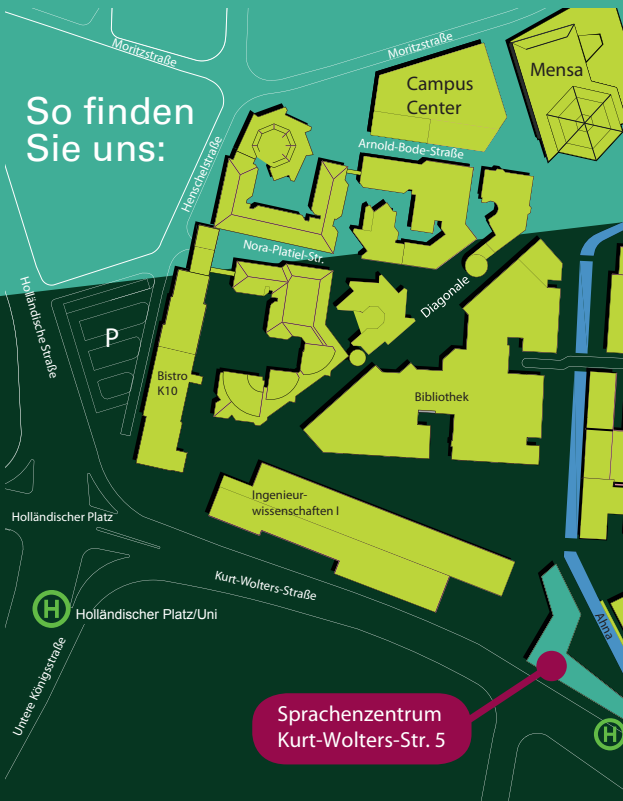 Moritzstraße
Moritzstraße
So finden
Sie uns:
Campus
Center
Mensa
Arnold-Bode-Straße
Henschelstraße
Nora-Platiel-Str.
Diagonale
Holländische Straße
P
Bistro
K10
Bibliothek
Ingenieur-
wissenschaften I
Holländischer Platz
Kurt-Wolters-Straße
H Holländischer Platz/Uni
Ahna
Untere Königsstraße
Sprachenzentrum
Kurt-Wolters-Str. 5
H